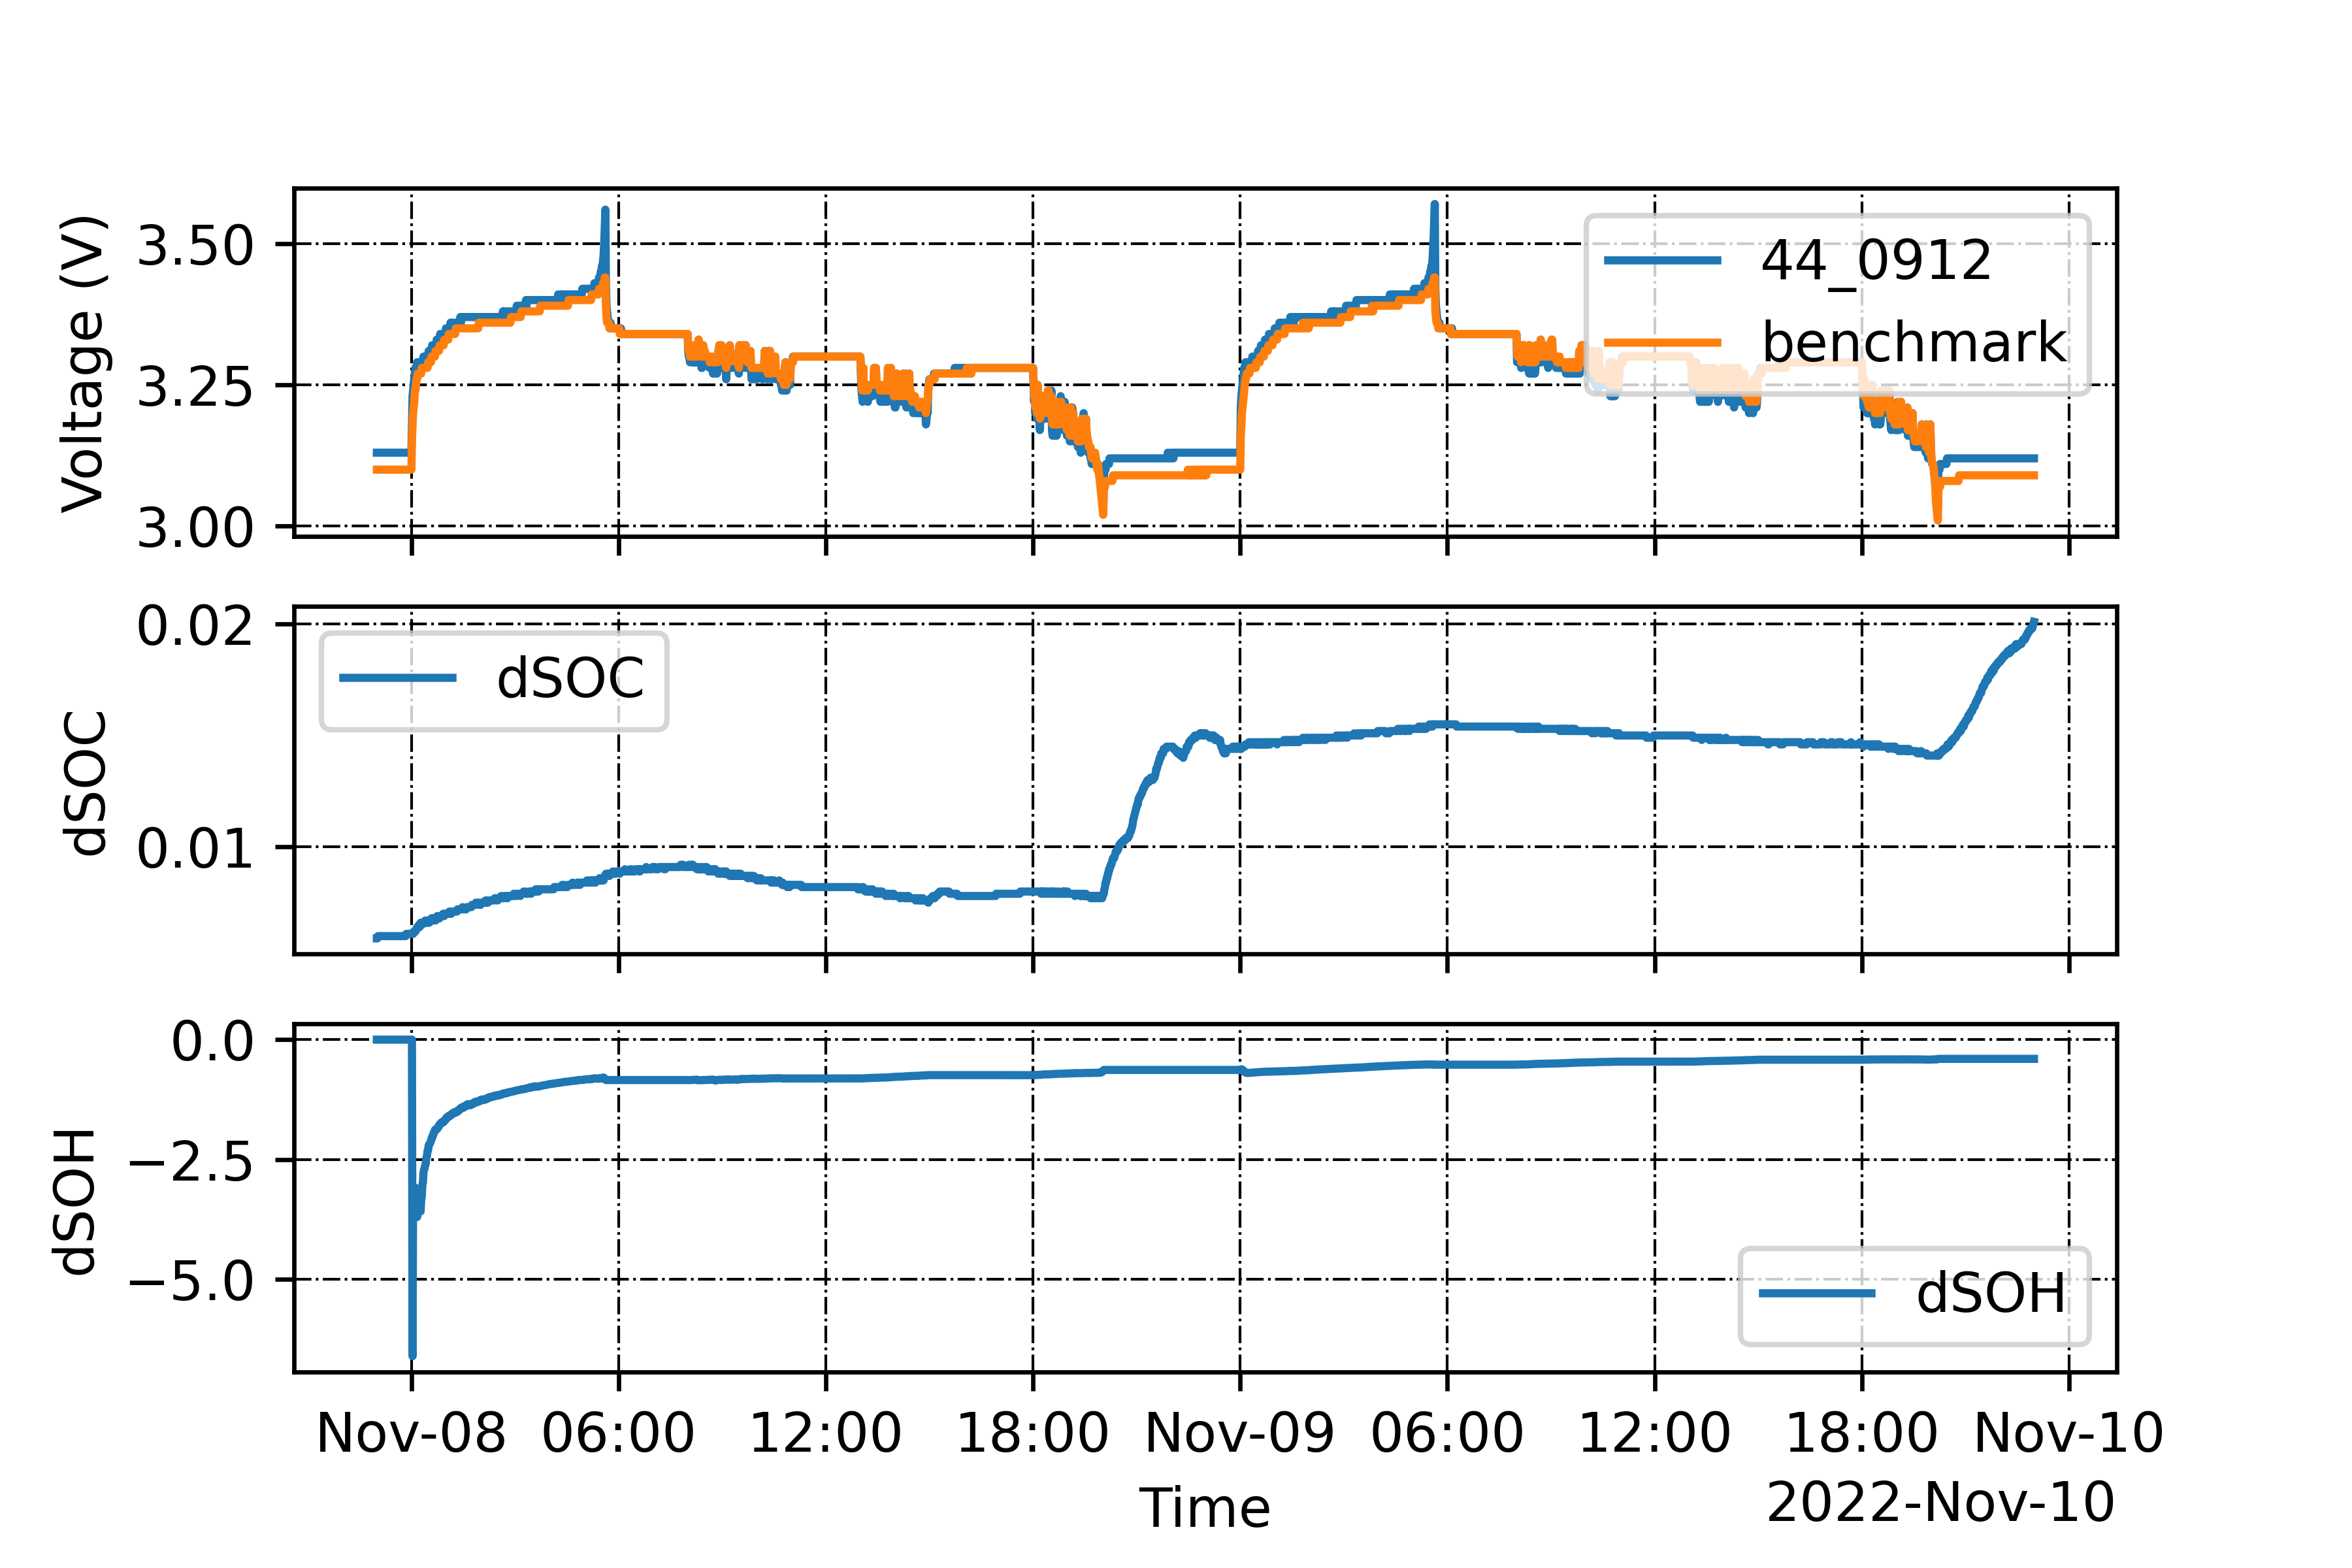 Voltage (V)
3.50
3.25
3.00
44_0912
benchmark
dSOC
0.02
0.01
dSOC
dSOH
0.0
−2.5
−5.0
dSOH
Nov-08 06:00 12:00 18:00 Nov-09 06:00 12:00 18:00 Nov-10
Time
2022-Nov-10